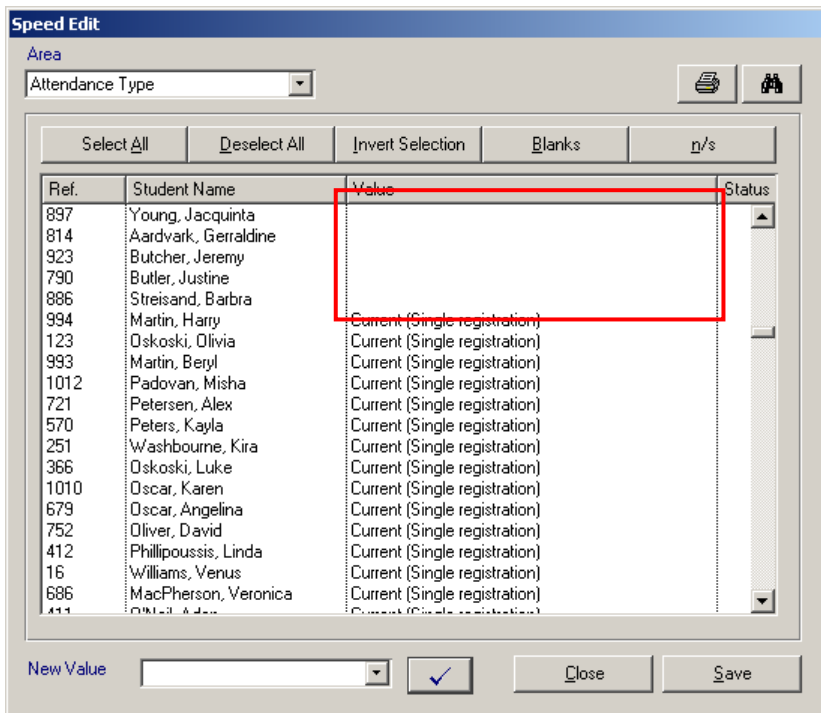 Speed Edit
Area
Attendance Type
Select All Deselect All Invert Selection Blanks n/s
Ref. Student Name Value Status
897 Young, Jacquinta
814 Aardvark, Gerraldine
923 Butcher, Jeremy
790 Butler, Justine
886 Streisand, Barbra
994 Martin, Harry Current (Single registration)
123 Oskoski, Olivia Current (Single registration)
993 Martin, Beryl Current (Single registration)
1012 Padovan, Misha Current (Single registration)
721 Petersen, Alex Current (Single registration)
570 Peters, Kayla Current (Single registration)
251 Washbourne, Kira Current (Single registration)
366 Oskoski, Luke Current (Single registration)
1010 Oscar, Karen Current (Single registration)
679 Oscar, Angelina Current (Single registration)
752 Oliver, David Current (Single registration)
412 Phillipoussis, Linda Current (Single registration)
16 Williams, Venus Current (Single registration)
686 MacPherson, Veronica Current (Single registration)
Current (Single registration)
New Value Close Save